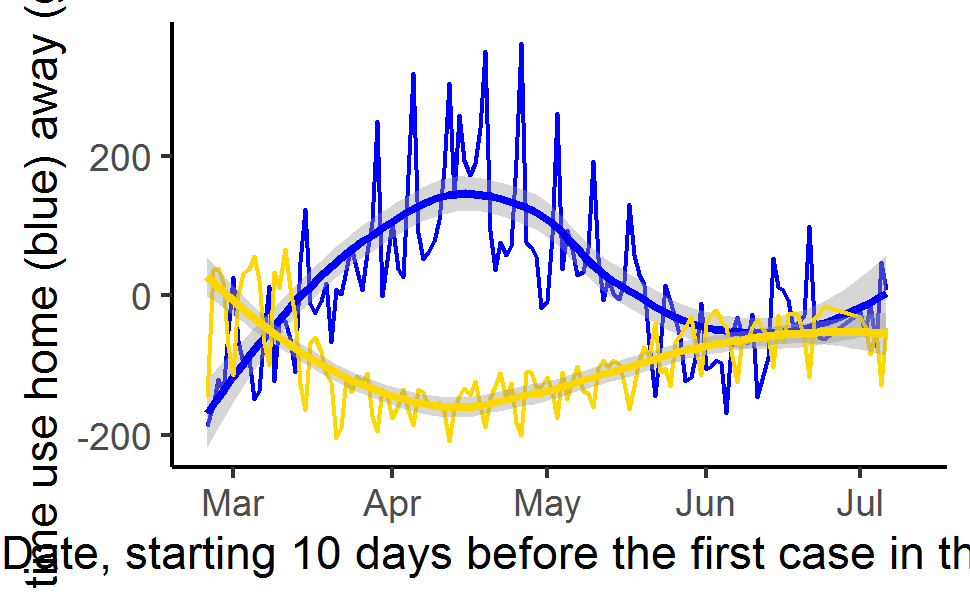 time use home (blue) away (
200
0
-200
Mar Apr May Jun Jul
Date, starting 10 days before the first case in th